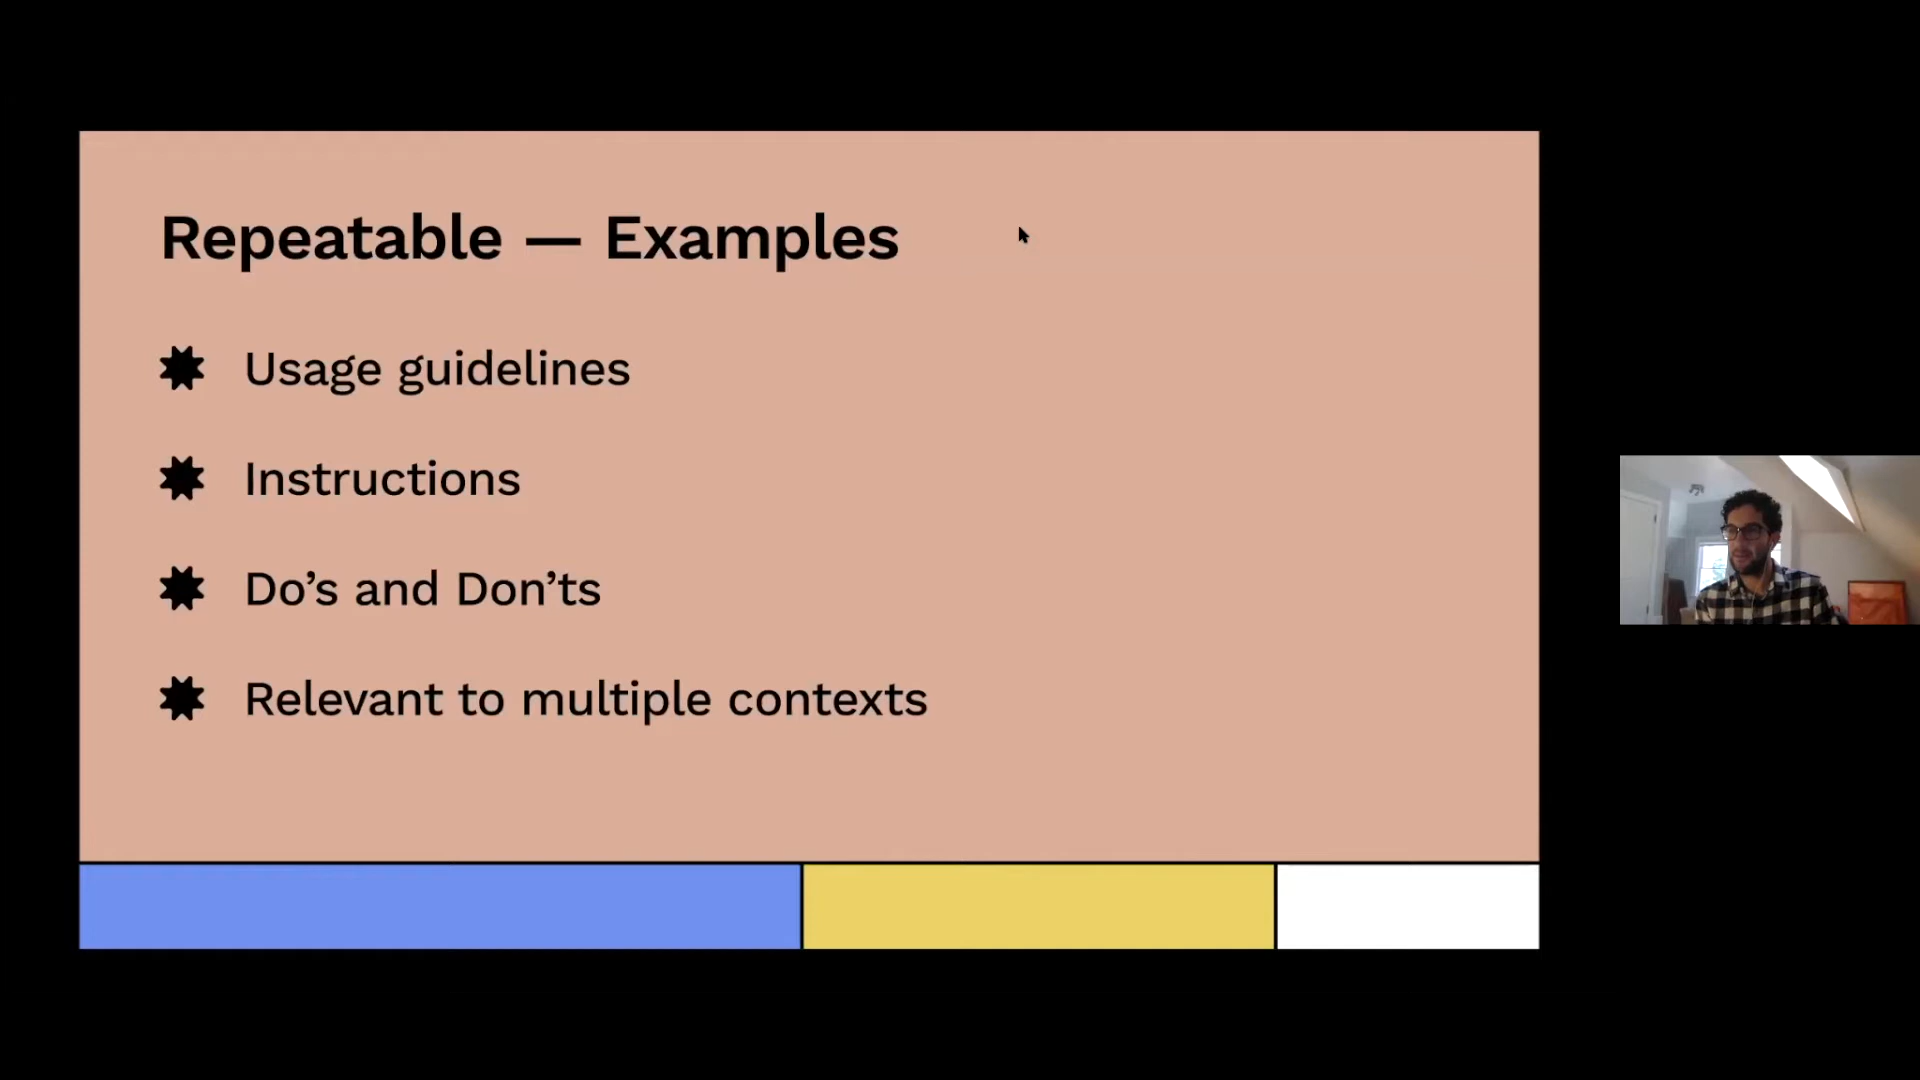 Repeatable — Examples
Usage guidelines
Instructions
Do’s and Don’ts
Relevant to multiple contexts